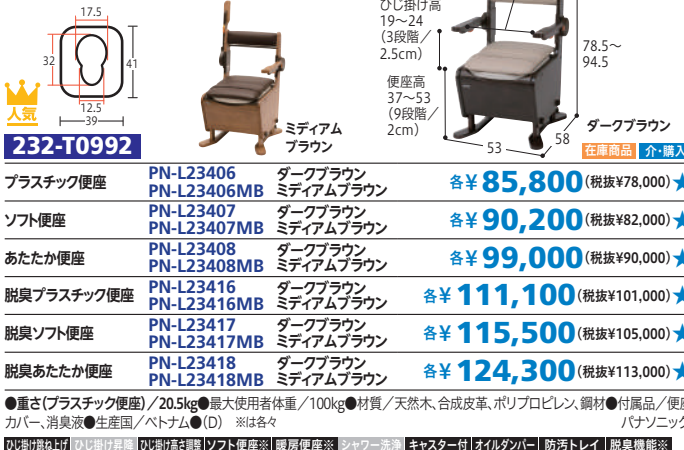 17.5
32
41
12.5
39
人気
232-T0992
ミディアム
ブラウン
ひじ掛け高
19〜24
(3段階／
2.5cm)
便座高
37〜53
(9段階／
2cm)
78.5〜
94.5
53
58
ダークブラウン
在庫商品 介・購入
プラスチック便座 PN-L23406 ダークブラウン 各¥85,800(税抜¥78,000)★
PN-L23406MB ミディアムブラウン
ソフト便座 PN-L23407 ダークブラウン 各¥90,200(税抜¥82,000)★
PN-L23407MB ミディアムブラウン
あたたか便座 PN-L23408 ダークブラウン 各¥99,000(税抜¥90,000)★
PN-L23408MB ミディアムブラウン
脱臭プラスチック便座 PN-L23416 ダークブラウン 各¥111,100(税抜¥101,000)★
PN-L23416MB ミディアムブラウン
脱臭ソフト便座 PN-L23417 ダークブラウン 各¥115,500(税抜¥105,000)★
PN-L23417MB ミディアムブラウン
脱臭あたたか便座 PN-L23418 ダークブラウン 各¥124,300(税抜¥113,000)★
PN-L23418MB ミディアムブラウン
●重さ(プラスチック便座)／20.5kg●最大使用者体重／100kg●材質／天然木、合成皮革、ポリプロピレン、鋼材●付属品／便座
カバー、消臭液●生産国／ベトナム●(D) ※は各々 パナソニック
ひじ掛け跳ね上げ ひじ掛け昇降 ひじ掛け高さ調整 ソフト便座※ 暖房便座※ シャワー洗浄 キャスター付 オイルダンパー 防汚トレイ 脱臭機能※